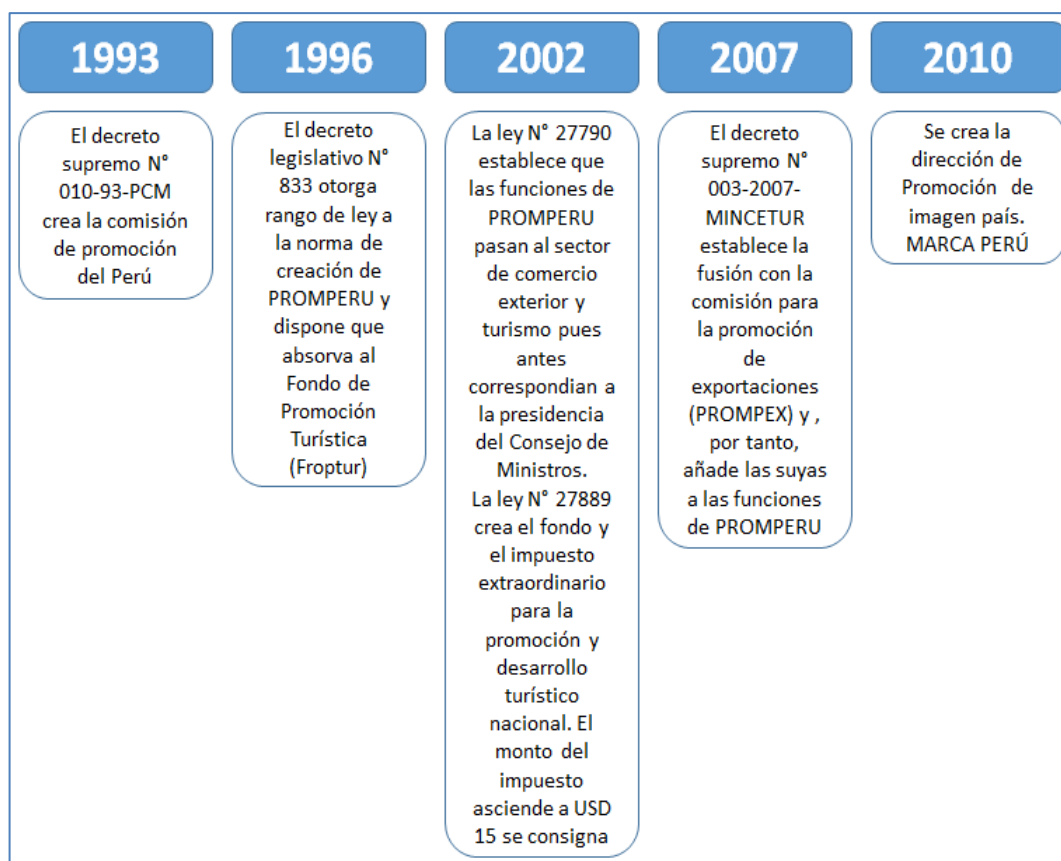 1993
El decreto
supremo N°
010-93-PCM
crea la comisión
de promoción
del Perú
1996
El decreto
legislativo N°
833 otorga
rango de ley a
la norma de
creación de
PROMPERU y
dispone que
absorva al
Fondo de
Promoción
Turística
(Froptur)
2002
La ley N° 27790
establece que
las funciones de
PROMPERU
pasan al sector
de comercio
exterior y
turismo pues
antes
correspondian a
la presidencia
del Consejo de
Ministros.
La ley N° 27889
crea el fondo y
el impuesto
extraordinario
para la
promoción y
desarrollo
turístico
nacional. El
monto del
impuesto
asciende a USD
15 se consigna
2007
El decreto
supremo N°
003-2007-
MINCETUR
establece la
fusión con la
comisión para
la promoción
de
exportaciones
(PROMPEX) y ,
por tanto,
añade las suyas
a las funciones
de PROMPERU
2010
Se crea la
dirección de
Promoción de
imagen país.
MARCA PERÚ